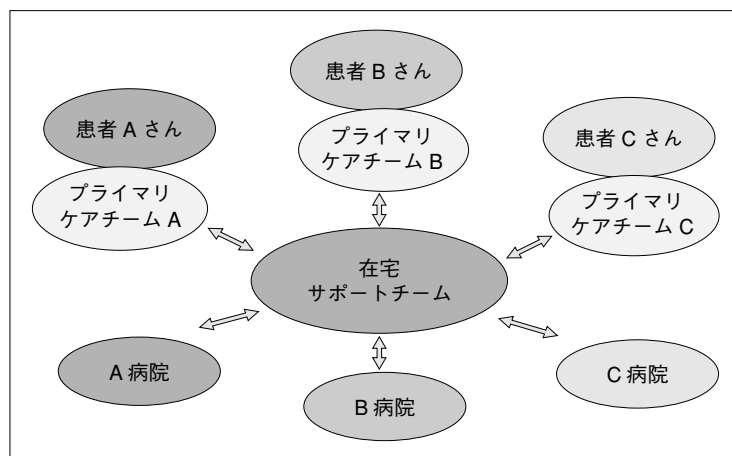 患者 B さん
プライマリ
ケアチーム B
患者 A さん
プライマリ
ケアチーム A
患者 C さん
プライマリ
ケアチーム C
在宅
サポートチーム
A 病院
B 病院
C 病院